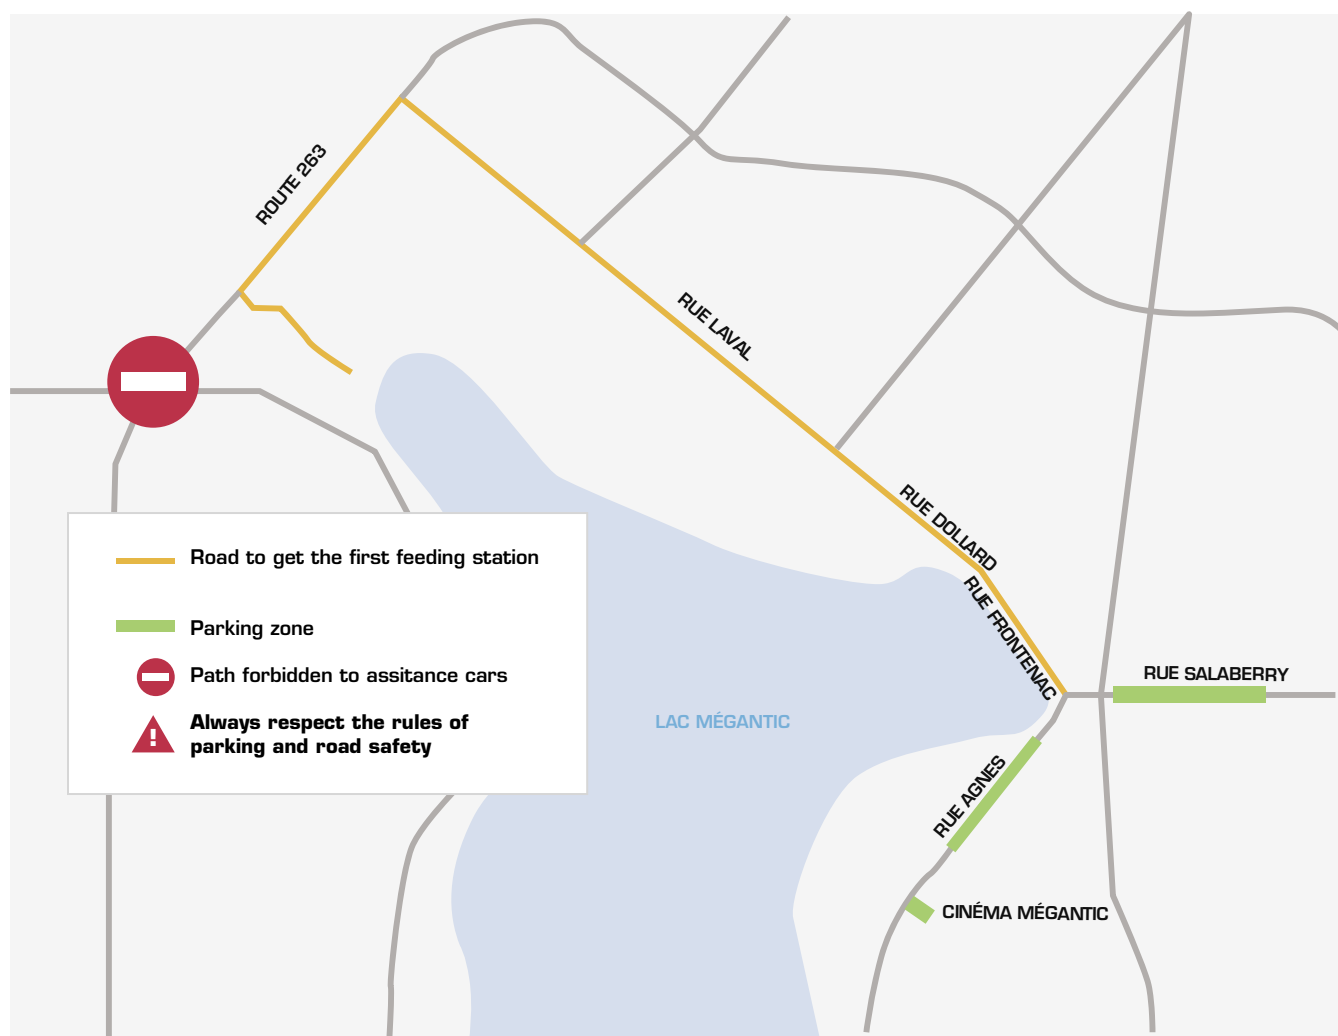 ROUTE 263
RUE LAVAL
RUE DOLLARD
RUE FRONTENAC
Road to get the first feeding station
Parking zone
Path forbidden to assitance cars
! Always respect the rules of
parking and road safety
LAC MÉGANTIC
RUE SALABERRY
RUE AGNES
CINÉMA MÉGANTIC